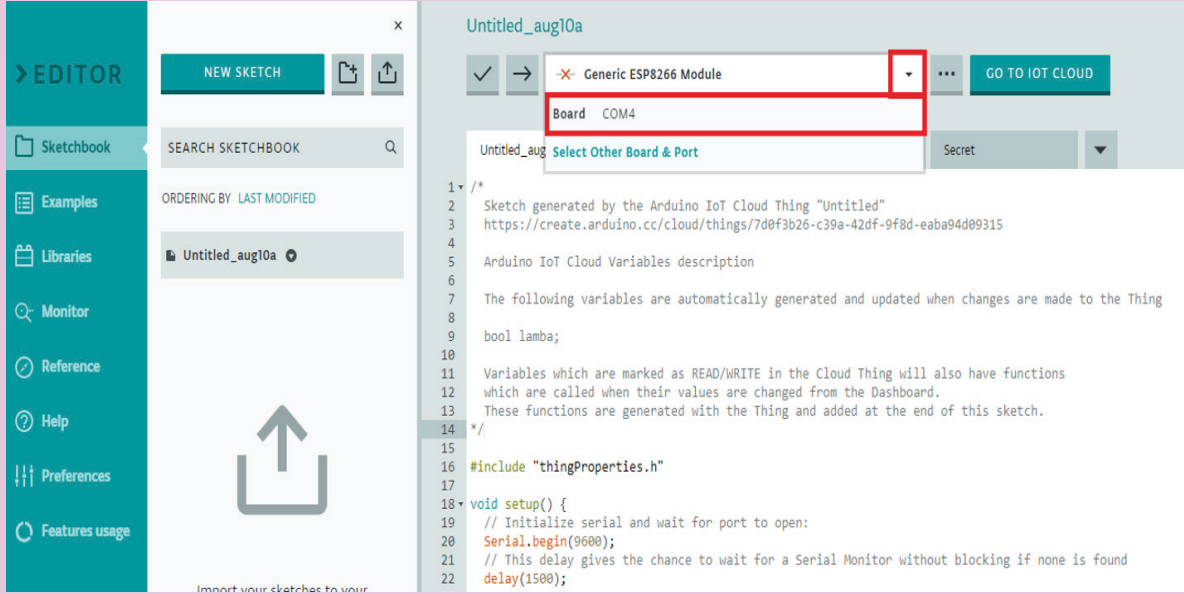 x
Untitled_aug10a
>EDITOR
NEW SKETCH
Generic ESP8266 Module
...
GO TO IOT CLOUD
Board COM4
Sketchbook
SEARCH SKETCHBOOK
Untitled_aug
Select Other Board & Port
Secret
Examples
ORDERING BY LAST MODIFIED
Libraries
Untitled_aug10a
Monitor
Reference
Help
Preferences
Features usage
Import your sketches to your
1 /*
2 Sketch generated by the Arduino IoT Cloud Thing "Untitled"
3 https://create.arduino.cc/cloud/things/7d0f3b26-c39a-42df-9f8d-eaba94d09315
4
5 Arduino IoT Cloud Variables description
6
7 The following variables are automatically generated and updated when changes are made to the Thing
8
9 bool lamba;
10
11 Variables which are marked as READ/WRITE in the Cloud Thing will also have functions
12 which are called when their values are changed from the Dashboard.
13 These functions are generated with the Thing and added at the end of this sketch.
14 */
15
16 #include "thingProperties.h"
17
18 void setup() {
19 // Initialize serial and wait for port to open:
20 Serial.begin(9600);
21 // This delay gives the chance to wait for a Serial Monitor without blocking if none is found
22 delay(1500);